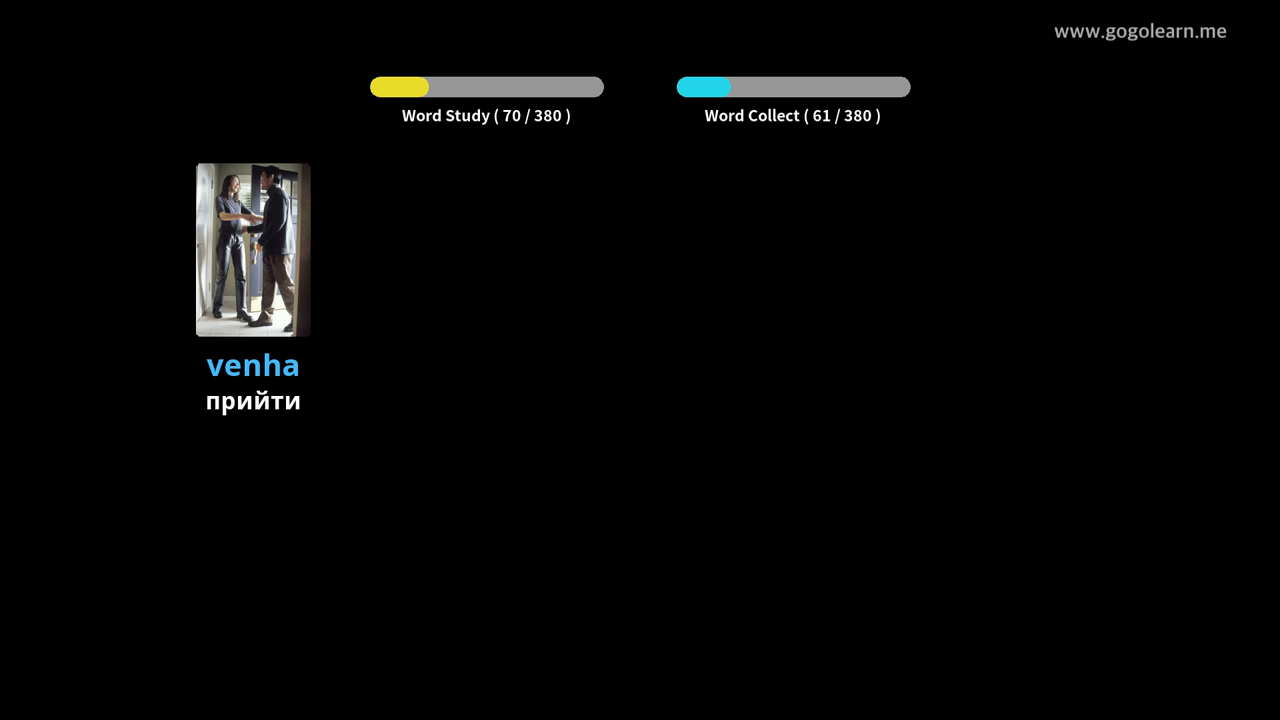 www.gogolearn.me
Word Study ( 70 / 380 )
Word Collect ( 61 / 380 )
venha
прийти